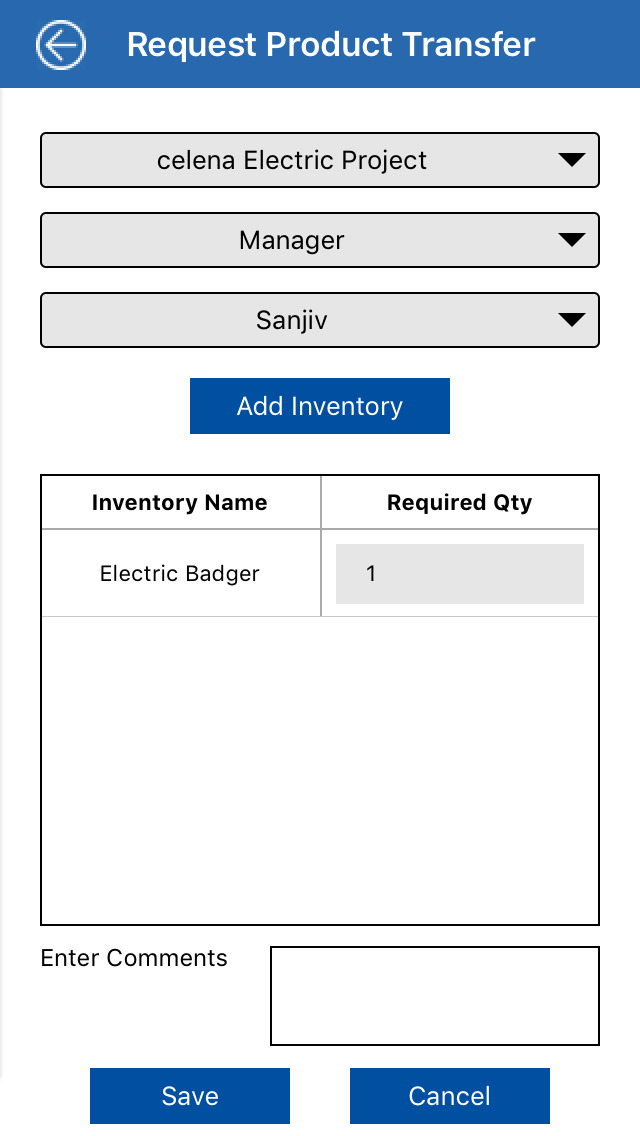 Request Product Transfer
celena Electric Project
Manager
Sanjiv
Add Inventory
Inventory Name Required Qty
Electric Badger 1
Enter Comments
Save Cancel